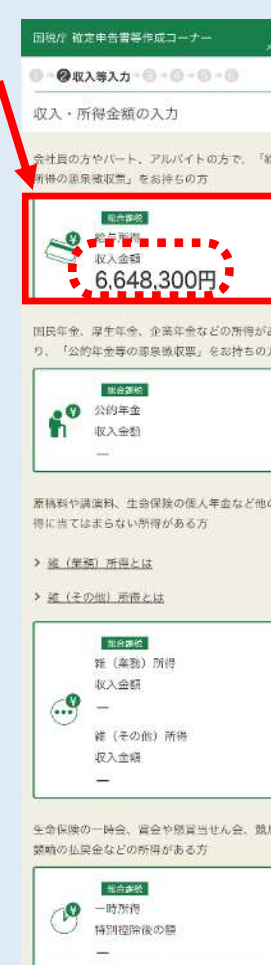 国税庁 確定申告書等作成コーナー
❷収入等入力
収入・所得金額の入力
会社員の方やパート、アルバイトの方で、「給
所得の源泉徴収票」をお持ちの方
総合課税
給与所得
収入金額
6,648,300円
国民年金、厚生年金、企業年金などの所得があ
り、「公的年金等の源泉徴収票」をお持ちの方
総合課税
公的年金
収入金額
―
原稿料や講演料、生命保険の個人年金など他の
得に当てはまらない所得がある方
> 雑（業務）所得とは
> 雑（その他）所得とは
総合課税
雑（業務）所得
収入金額
―
雑（その他）所得
収入金額
―
生命保険の一時金、賞金や懸賞当せん金、競馬
競輪の払戻金などの所得がある方
総合課税
一時所得
特別控除後の額
―